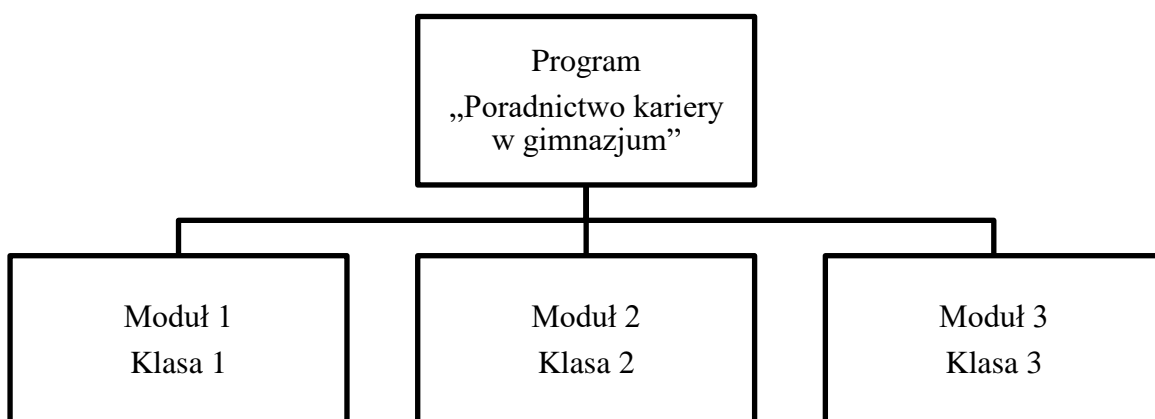 Program
„Poradnictwo kariery
w gimnazjum”
Moduł 1
Klasa 1
Moduł 2
Klasa 2
Moduł 3
Klasa 3